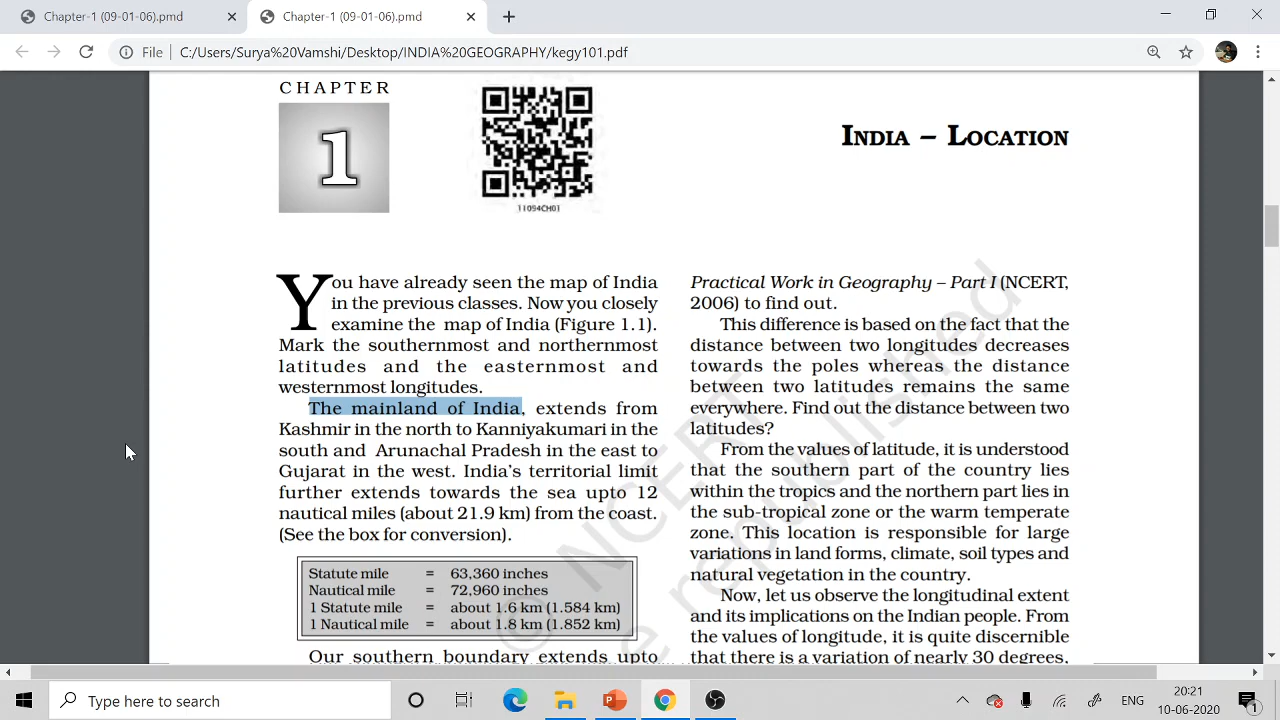 Chapter-1 (09-01-06).pmd
Chapter-1 (09-01-06).pmd
File
C:/Users/Surya%20Vamshi/Desktop/INDIA%20GEOGRAPHY/kegy101.pdf
CHAPTER
1
11094CH01
INDIA – LOCATION
You have already seen the map of India
in the previous classes. Now you closely
examine the map of India (Figure 1.1).
Mark the southernmost and northernmost
latitudes and the easternmost and
westernmost longitudes.
The mainland of India, extends from
Kashmir in the north to Kanniyakumari in the
south and Arunachal Pradesh in the east to
Gujarat in the west. India's territorial limit
further extends towards the sea upto 12
nautical miles (about 21.9 km) from the coast.
(See the box for conversion).
Statute mile = 63,360 inches
Nautical mile = 72,960 inches
1 Statute mile = about 1.6 km (1.584 km)
1 Nautical mile = about 1.8 km (1.852 km)
Our southern boundary extends upto
Practical Work in Geography – Part I (NCERT,
2006) to find out.
This difference is based on the fact that the
distance between two longitudes decreases
towards the poles whereas the distance
between two latitudes remains the same
everywhere. Find out the distance between two
latitudes?
From the values of latitude, it is understood
that the southern part of the country lies
within the tropics and the northern part lies in
the sub-tropical zone or the warm temperate
zone. This location is responsible for large
variations in land forms, climate, soil types and
natural vegetation in the country.
Now, let us observe the longitudinal extent
and its implications on the Indian people. From
the values of longitude, it is quite discernible
that there is a variation of nearly 30 degrees,
© NCERT
be republished
Type here to search
ENG
20:21
10-06-2020
1